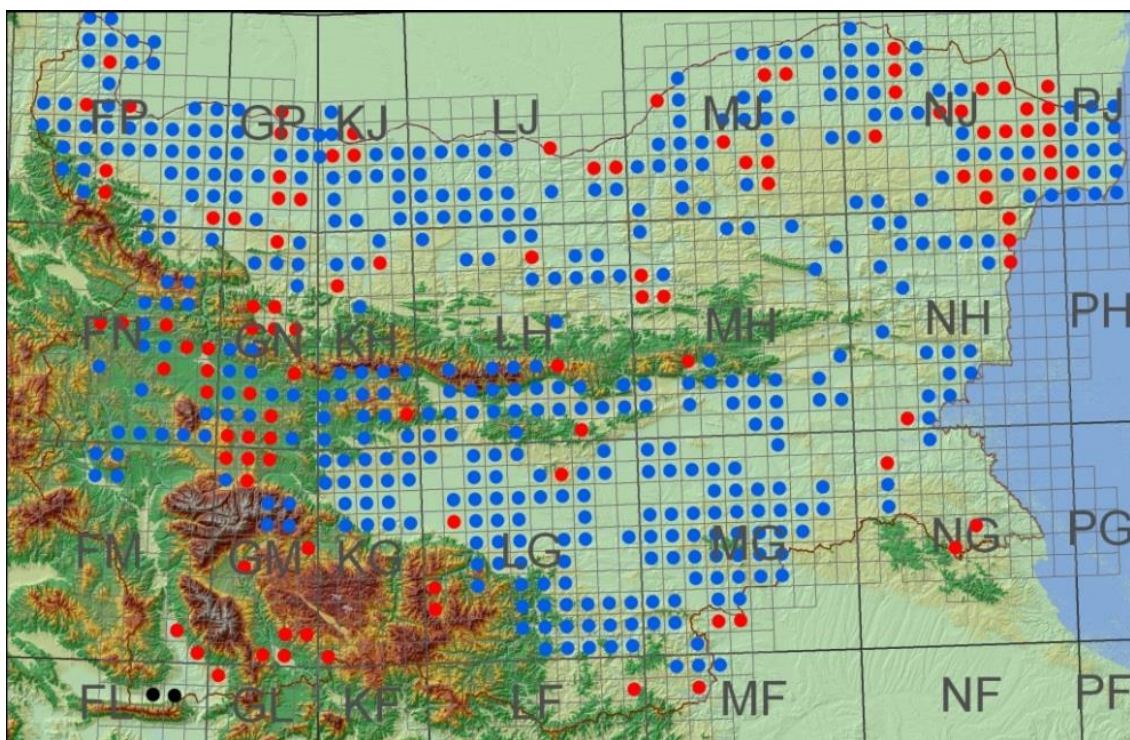 FP GP KJ LJ MJ NJ PJ
FN GN KH LH MH NH PH
FM GM KG LG MG NG PG
FL GL KF LF MF NF PF